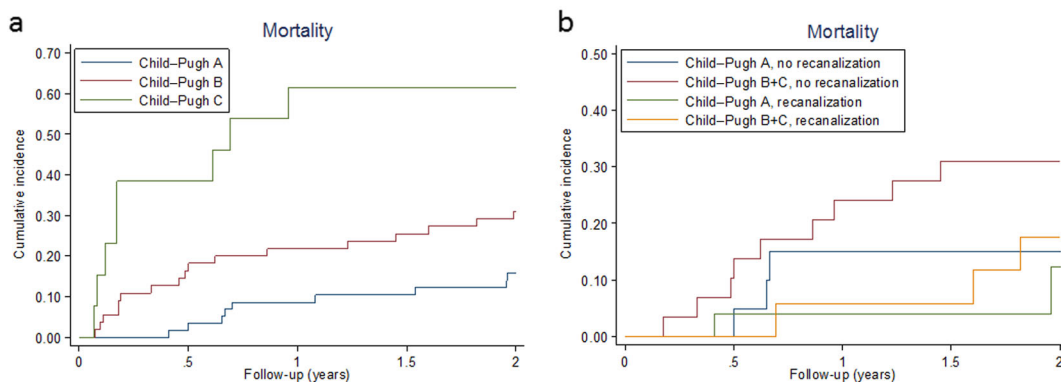 a
Mortality
Child–Pugh A
Child–Pugh B
Child–Pugh C
Cumulative incidence
0.70
0.60
0.50
0.40
0.30
0.20
0.10
0.00
0 .5 1 1.5 2
Follow-up (years)
b
Mortality
Child–Pugh A, no recanalization
Child–Pugh B+C, no recanalization
Child–Pugh A, recanalization
Child–Pugh B+C, recanalization
Cumulative incidence
0.50
0.40
0.30
0.20
0.10
0.00
0 .5 1 1.5 2
Follow-up (years)